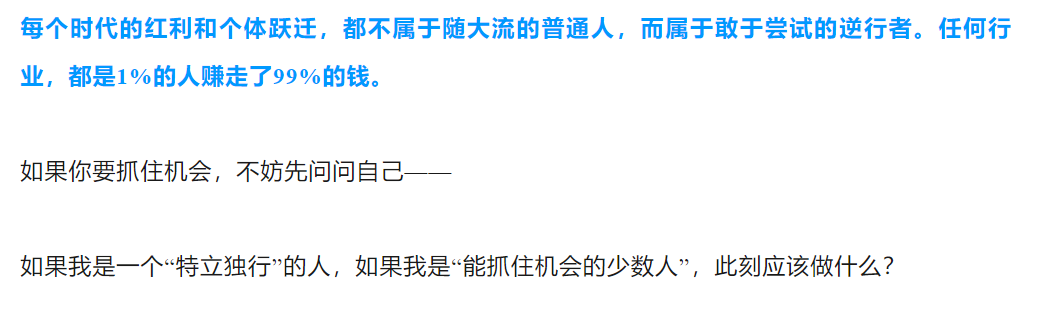 每个时代的红利和个体跃迁，都不属于随大流的普通人，而属于敢于尝试的逆行者。任何行
业，都是1%的人赚走了99%的钱。
如果你要抓住机会，不妨先问问自己——
如果我是一个“特立独行”的人，如果我是“能抓住机会的少数人”，此刻应该做什么？